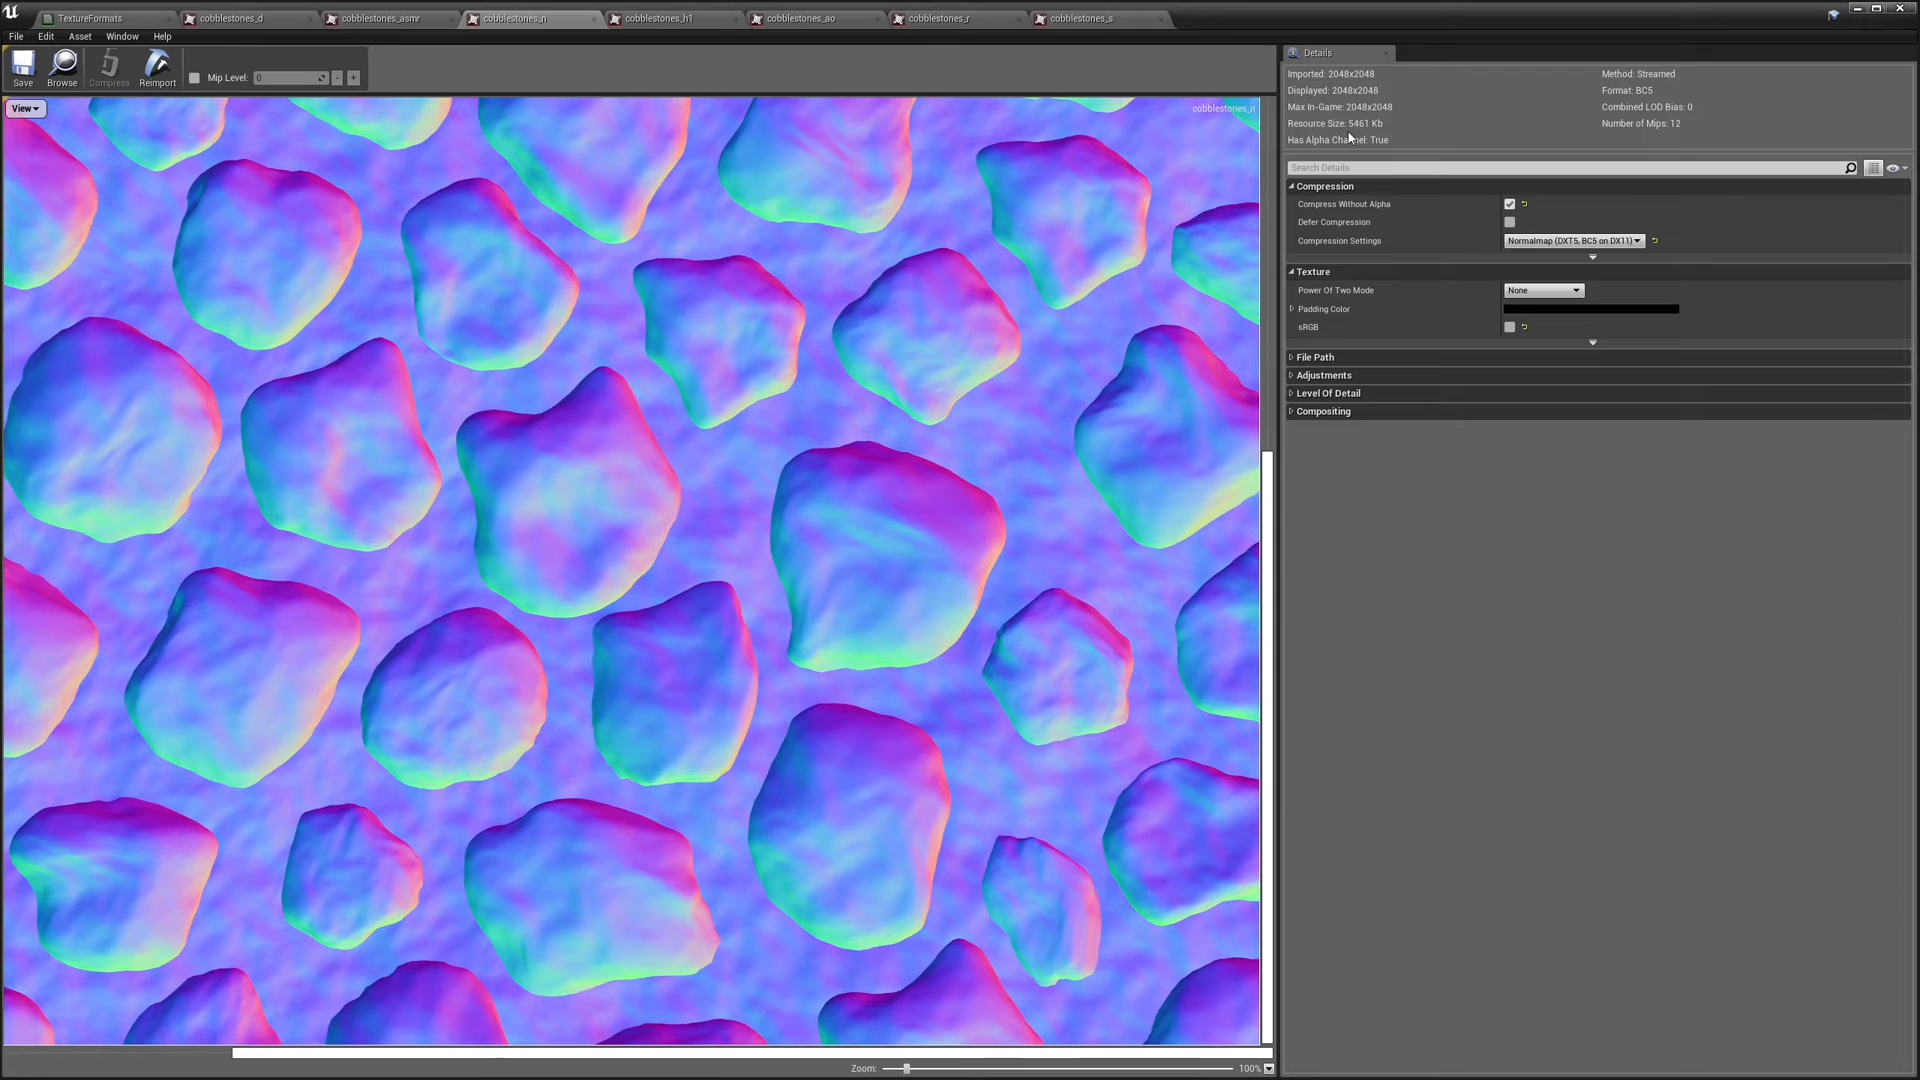 TextureFormats cobblestones_d cobblestones_asmr cobblestones_n cobblestones_h1 cobblestones_ao cobblestones_r cobblestones_s
File Edit Asset Window Help
Save Browse Compress Reimport Mip Level: 0 - +
View
cobblestones_n
Zoom: 100%
Details
Imported: 2048x2048 Method: Streamed
Displayed: 2048x2048 Format: BC5
Max In-Game: 2048x2048 Combined LOD Bias: 0
Resource Size: 5461 Kb Number of Mips: 12
Has Alpha Channel: True
Search Details
Compression
Compress Without Alpha
Defer Compression
Compression Settings Normalmap (DXT5, BC5 on DX11)
Texture
Power Of Two Mode None
Padding Color
sRGB
File Path
Adjustments
Level Of Detail
Compositing